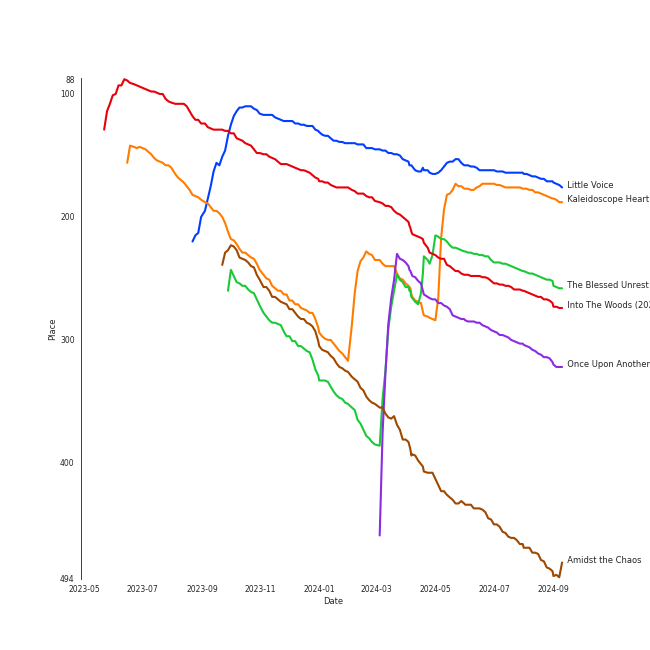 88
100
200
300
400
494
Place
2023-05
2023-07
2023-09
2023-11
2024-01
2024-03
2024-05
2024-07
2024-09
Date
Little Voice
Kaleidoscope Heart
The Blessed Unrest
Into The Woods (202
Once Upon Another
Amidst the Chaos